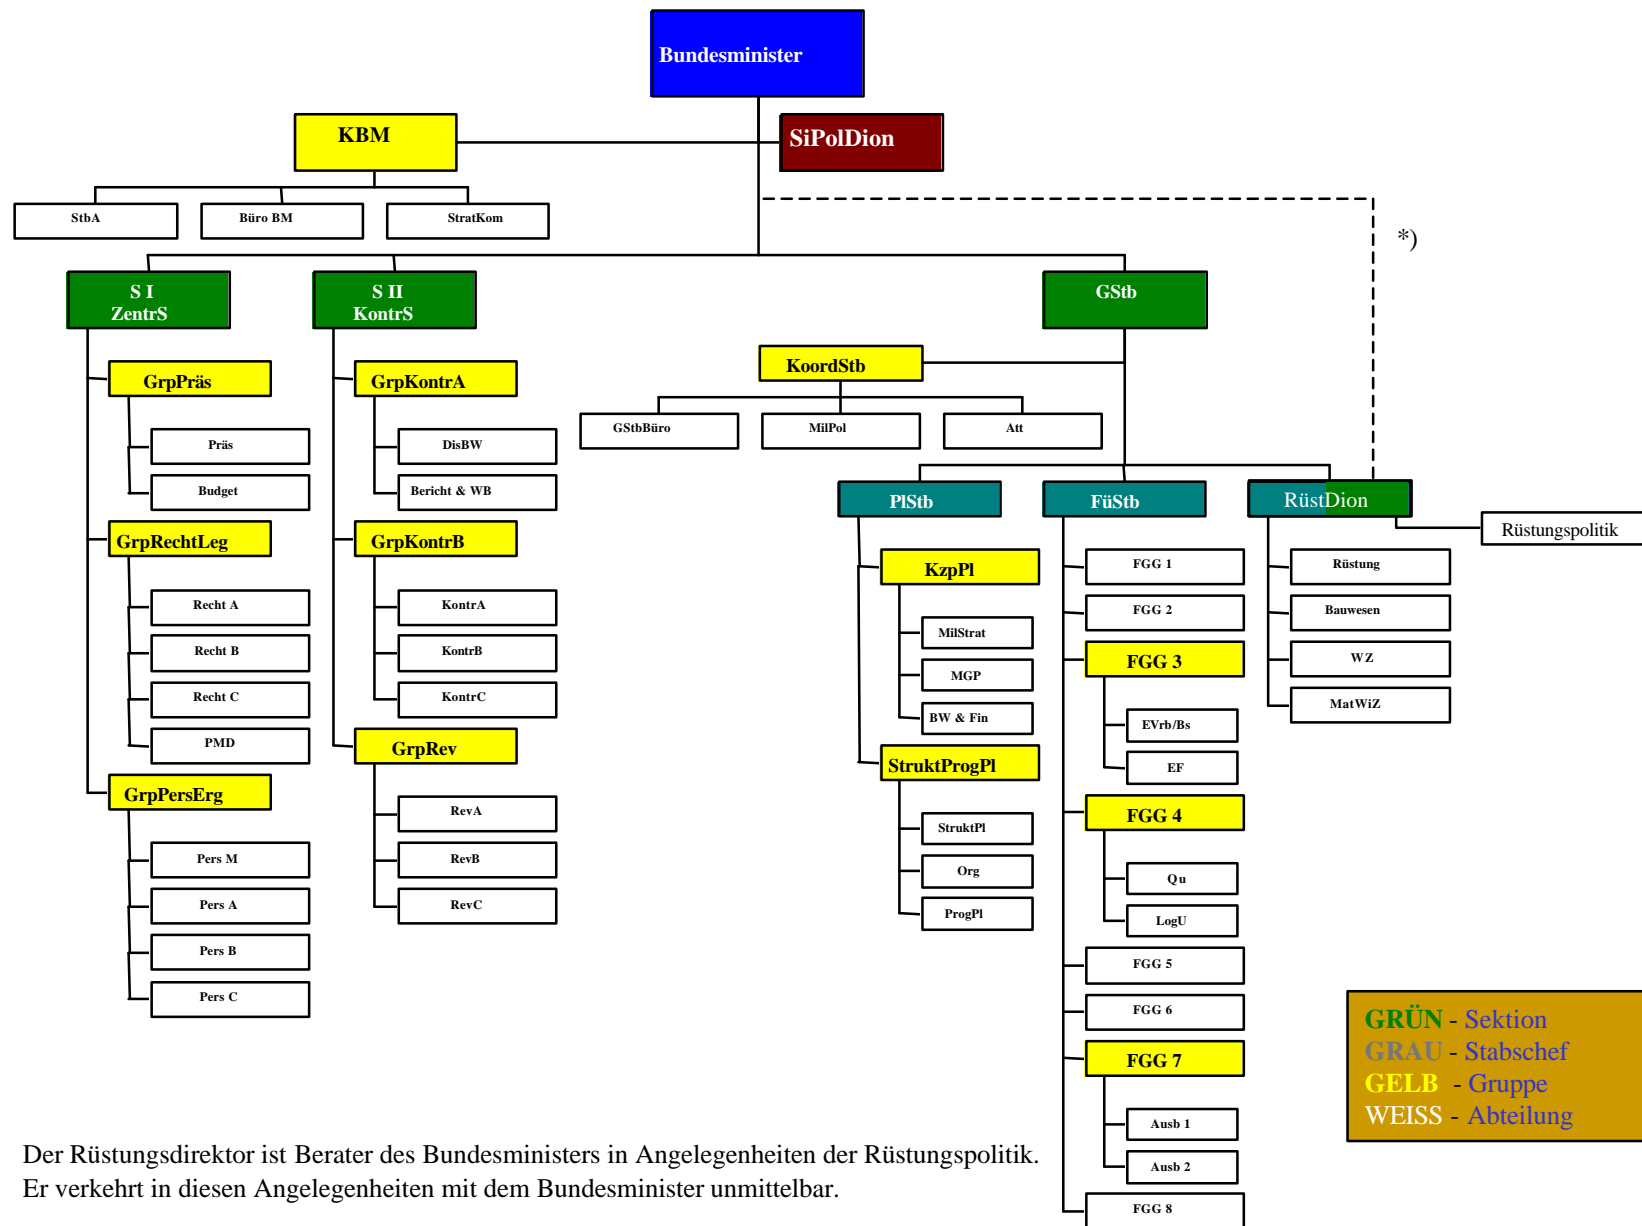 Bundesminister
KBM
SiPolDion
StbA
Büro BM
StratKom
*)
S I
ZentrS
S II
KontrS
GStb
GrpPräs
Präs
Budget
GrpRechtLeg
Recht A
Recht B
Recht C
PMD
GrpPersErg
Pers M
Pers A
Pers B
Pers C
GrpKontrA
DisBW
Bericht & WB
GrpKontrB
KontrA
KontrB
KontrC
GrpRev
RevA
RevB
RevC
KoordStb
GStbBüro
MilPol
Att
PlStb
KzpPl
MilStrat
MGP
BW & Fin
StruktProgPl
StruktPl
Org
ProgPl
FüStb
FGG 1
FGG 2
FGG 3
EVrb/Bs
EF
FGG 4
Qu
LogU
FGG 5
FGG 6
FGG 7
Ausb 1
Ausb 2
FGG 8
RüstDion
Rüstungspolitik
Rüstung
Bauwesen
WZ
MatWiZ
GRÜN - Sektion
GRAU - Stabschef
GELB - Gruppe
WEISS - Abteilung
Der Rüstungsdirektor ist Berater des Bundesministers in Angelegenheiten der Rüstungspolitik.
Er verkehrt in diesen Angelegenheiten mit dem Bundesminister unmittelbar.